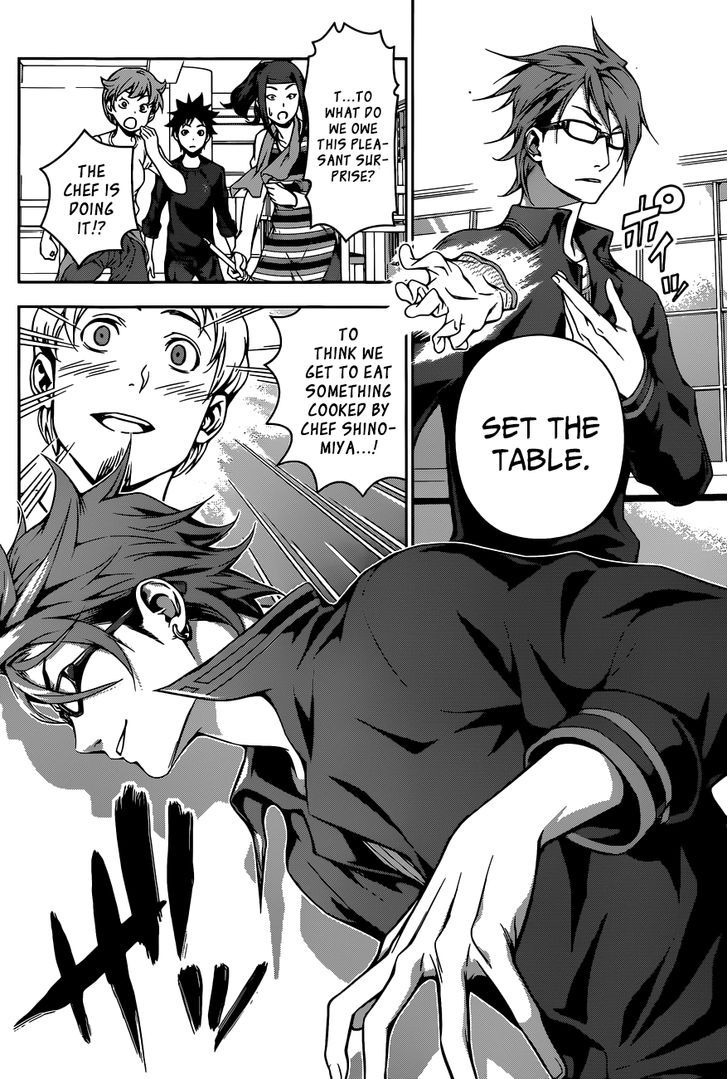 ポイッ
SET THE
TABLE.
T...TO
WHAT DO
WE OWE
THIS PLEA-
SANT SUR-
PRISE?
THE
CHEF IS
DOING
IT!?
TO
THINK WE
GET TO EAT
SOMETHING
COOKED BY
CHEF SHINO-
MIYA...!
ザッ